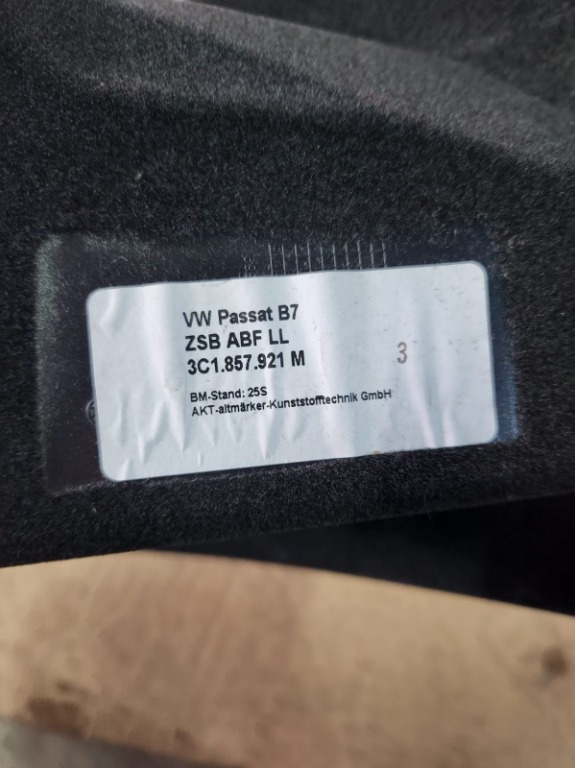 VW Passat B7
ZSB ABF LL
3C1.857.921 M
3
BM-Stand: 25S
AKT-altmärker-Kunststofftechnik GmbH